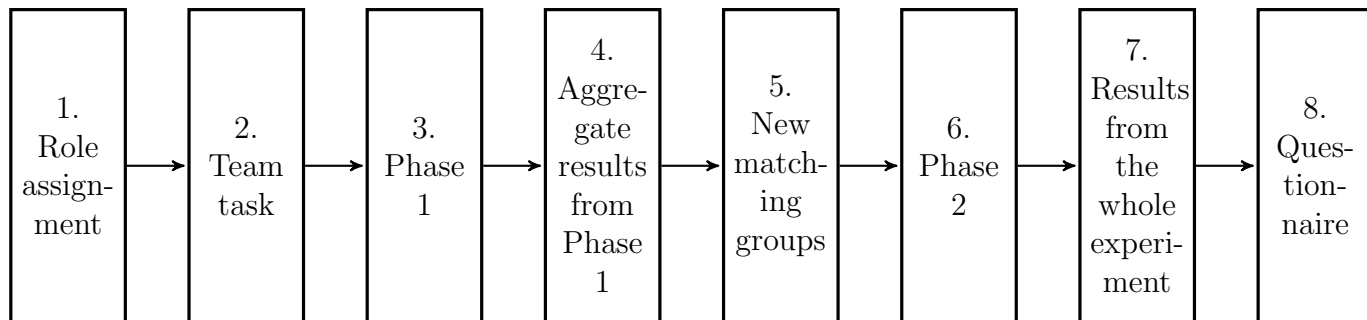 1.
Role
assign-
ment
2.
Team
task
3.
Phase
1
4.
Aggre-
gate
results
from
Phase
1
5.
New
match-
ing
groups
6.
Phase
2
7.
Results
from
the
whole
experi-
ment
8.
Ques-
tion-
naire